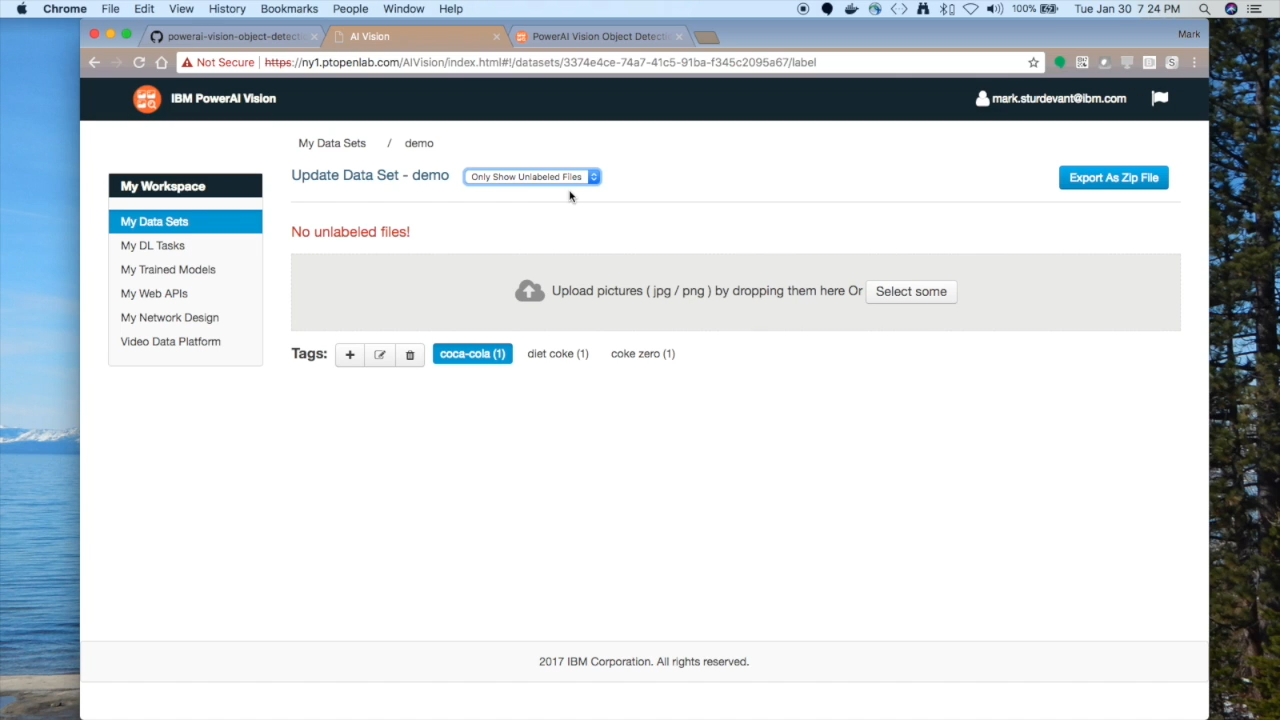 Chrome File Edit View History Bookmarks People Window Help 100% Tue Jan 30 7:24 PM
powerai-vision-object-detectio AI Vision PowerAI Vision Object Detectio Mark
Not Secure https://ny1.ptopenlab.com/AIVision/index.html#!/datasets/3374e4ce-74a7-41c5-91ba-f345c2095a67/label
IBM PowerAI Vision mark.sturdevant@ibm.com
My Data Sets / demo
Update Data Set - demo Only Show Unlabeled Files Export As Zip File
My Workspace
My Data Sets
My DL Tasks
My Trained Models
My Web APIs
My Network Design
Video Data Platform
No unlabeled files!
Upload pictures ( jpg / png ) by dropping them here Or Select some
Tags: coca-cola (1) diet coke (1) coke zero (1)
2017 IBM Corporation. All rights reserved.